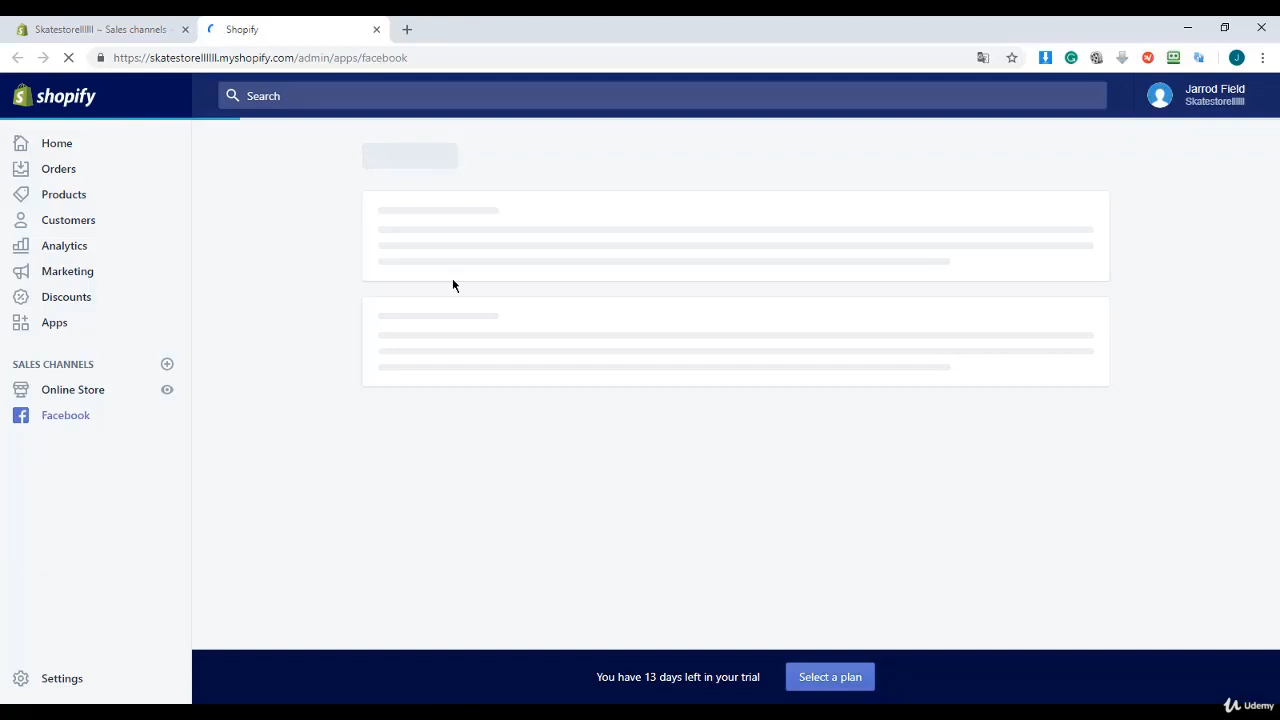 Skatestorellllll ~ Sales channels
Shopify
https://skatestorellllll.myshopify.com/admin/apps/facebook
J
shopify
Search
Jarrod Field
Skatestorellllll
Home
Orders
Products
Customers
Analytics
Marketing
Discounts
Apps
SALES CHANNELS
Online Store
Facebook
Settings
You have 13 days left in your trial
Select a plan
Udemy